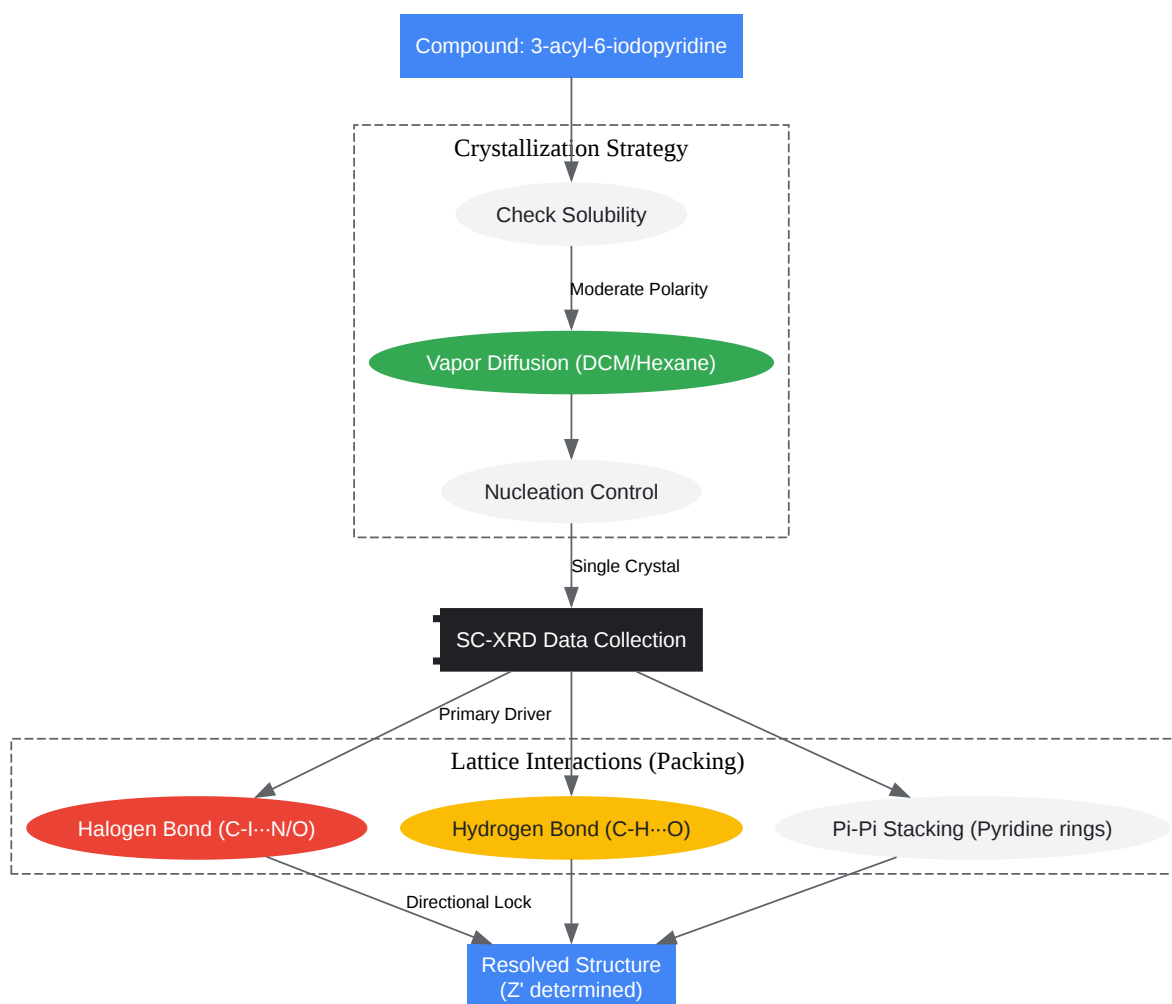 Compound: 3-acyl-6-iodopyridine
Crystallization Strategy
Check Solubility
Moderate Polarity
Vapor Diffusion (DCM/Hexane)
Nucleation Control
Single Crystal
SC-XRD Data Collection
Primary Driver
Lattice Interactions (Packing)
Halogen Bond (C-I···N/O)
Hydrogen Bond (C-H···O)
Pi-Pi Stacking (Pyridine rings)
Directional Lock
Resolved Structure
(Z' determined)